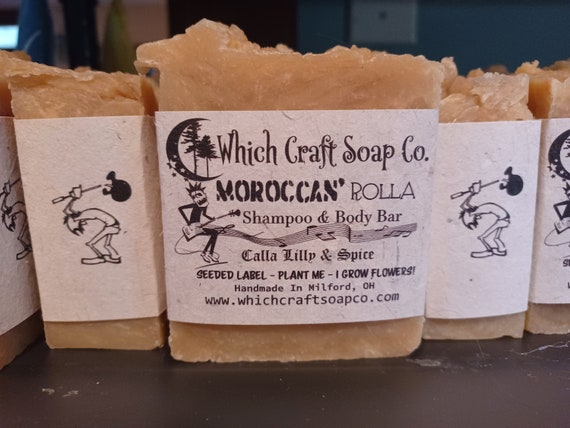 Which Craft Soap Co.
MOROCCAN' ROLLA
Shampoo & Body Bar
Calla Lilly & Spice
SEEDED LABEL - PLANT ME - I GROW FLOWERS!
Handmade In Milford, OH
www.whichcraftsoapco.com